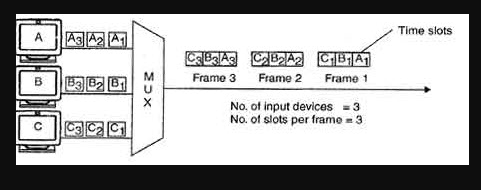 Time slots
A A3 A2 A1
C3 B3 A3 C2 B2 A2 C1 B1 A1
Frame 3 Frame 2 Frame 1
B B3 B2 B1
MUX
No. of input devices = 3
No. of slots per frame = 3
C C3 C2 C1